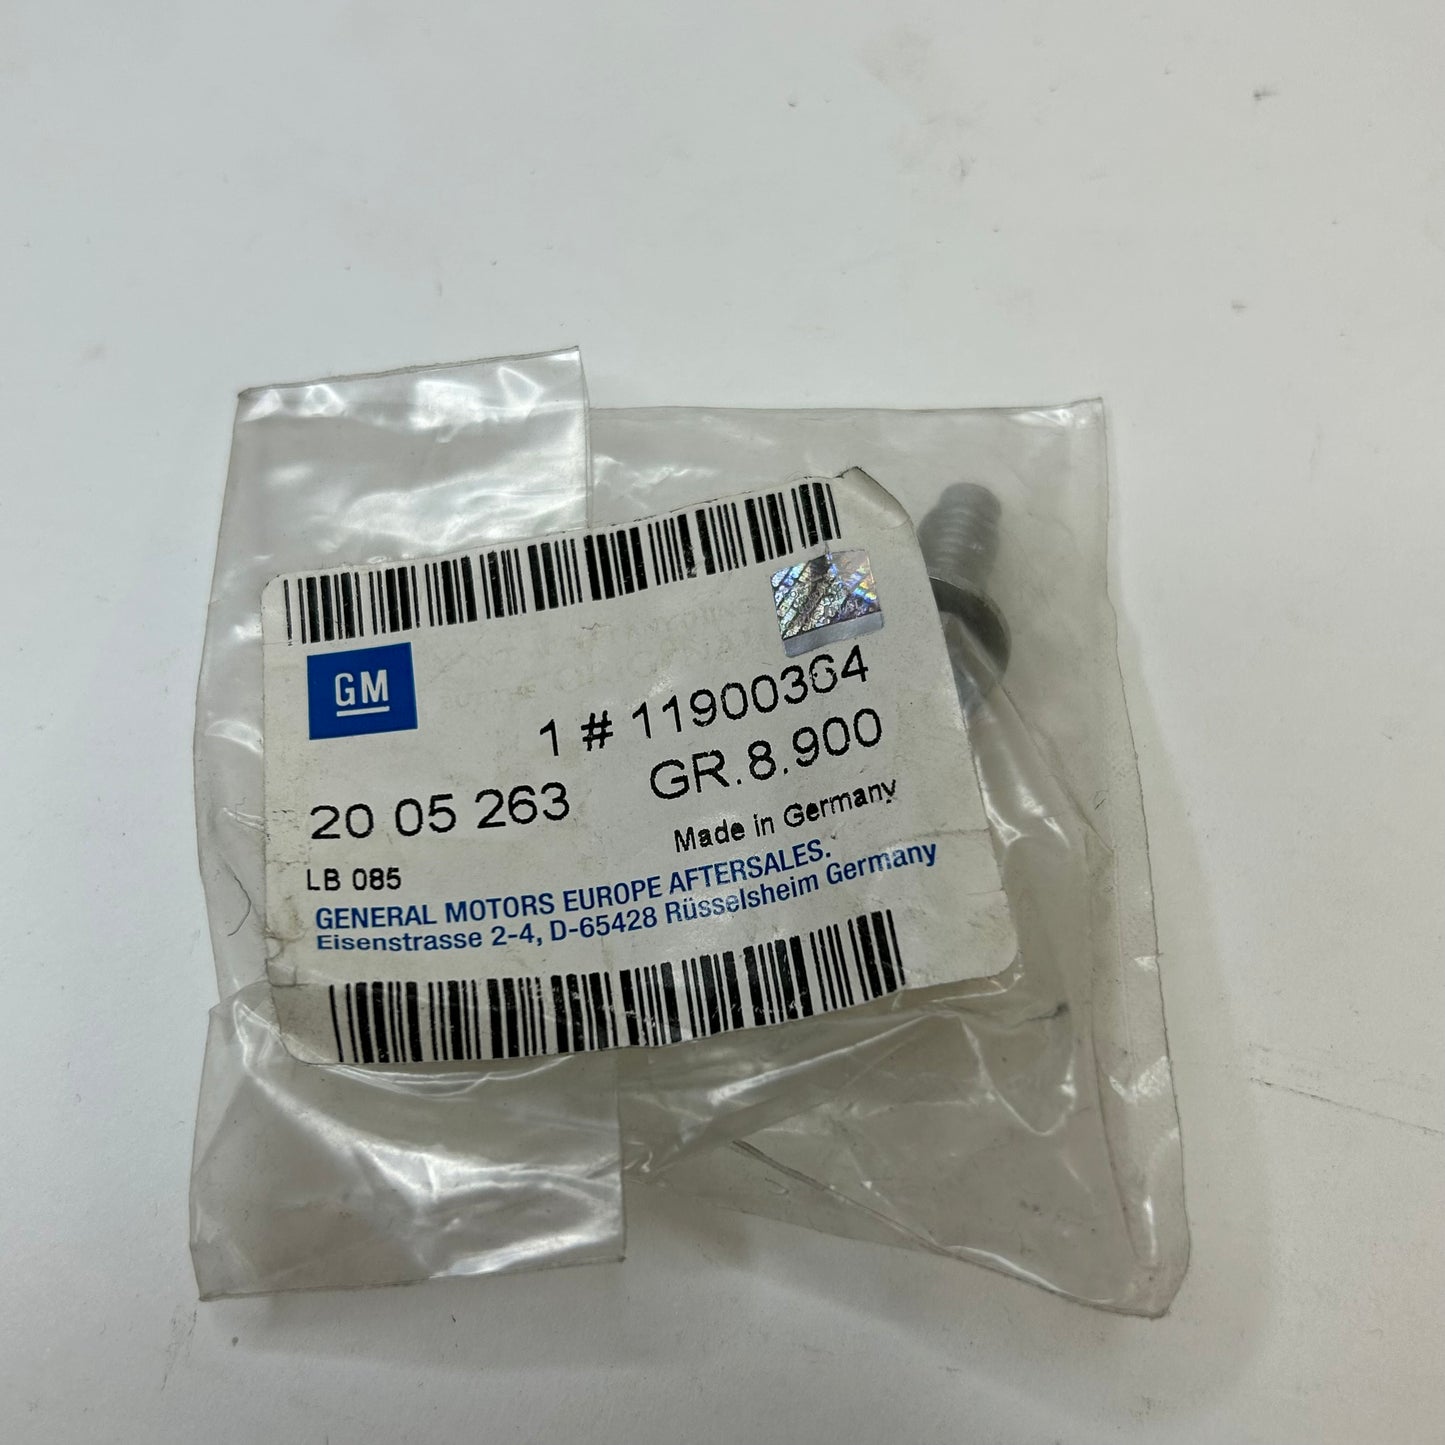 GM
1 # 11900364
GR.8.900
20 05 263
Made in Germany
LB 085
GENERAL MOTORS EUROPE AFTERSALES.
Eisenstrasse 2-4, D-65428 Rüsselsheim Germany